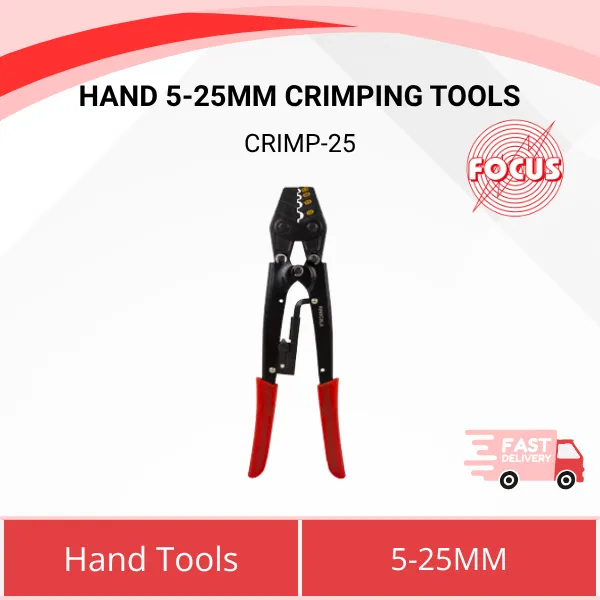 HAND 5-25MM CRIMPING TOOLS
CRIMP-25
FOCUS
FAST
DELIVERY
Hand Tools
5-25MM